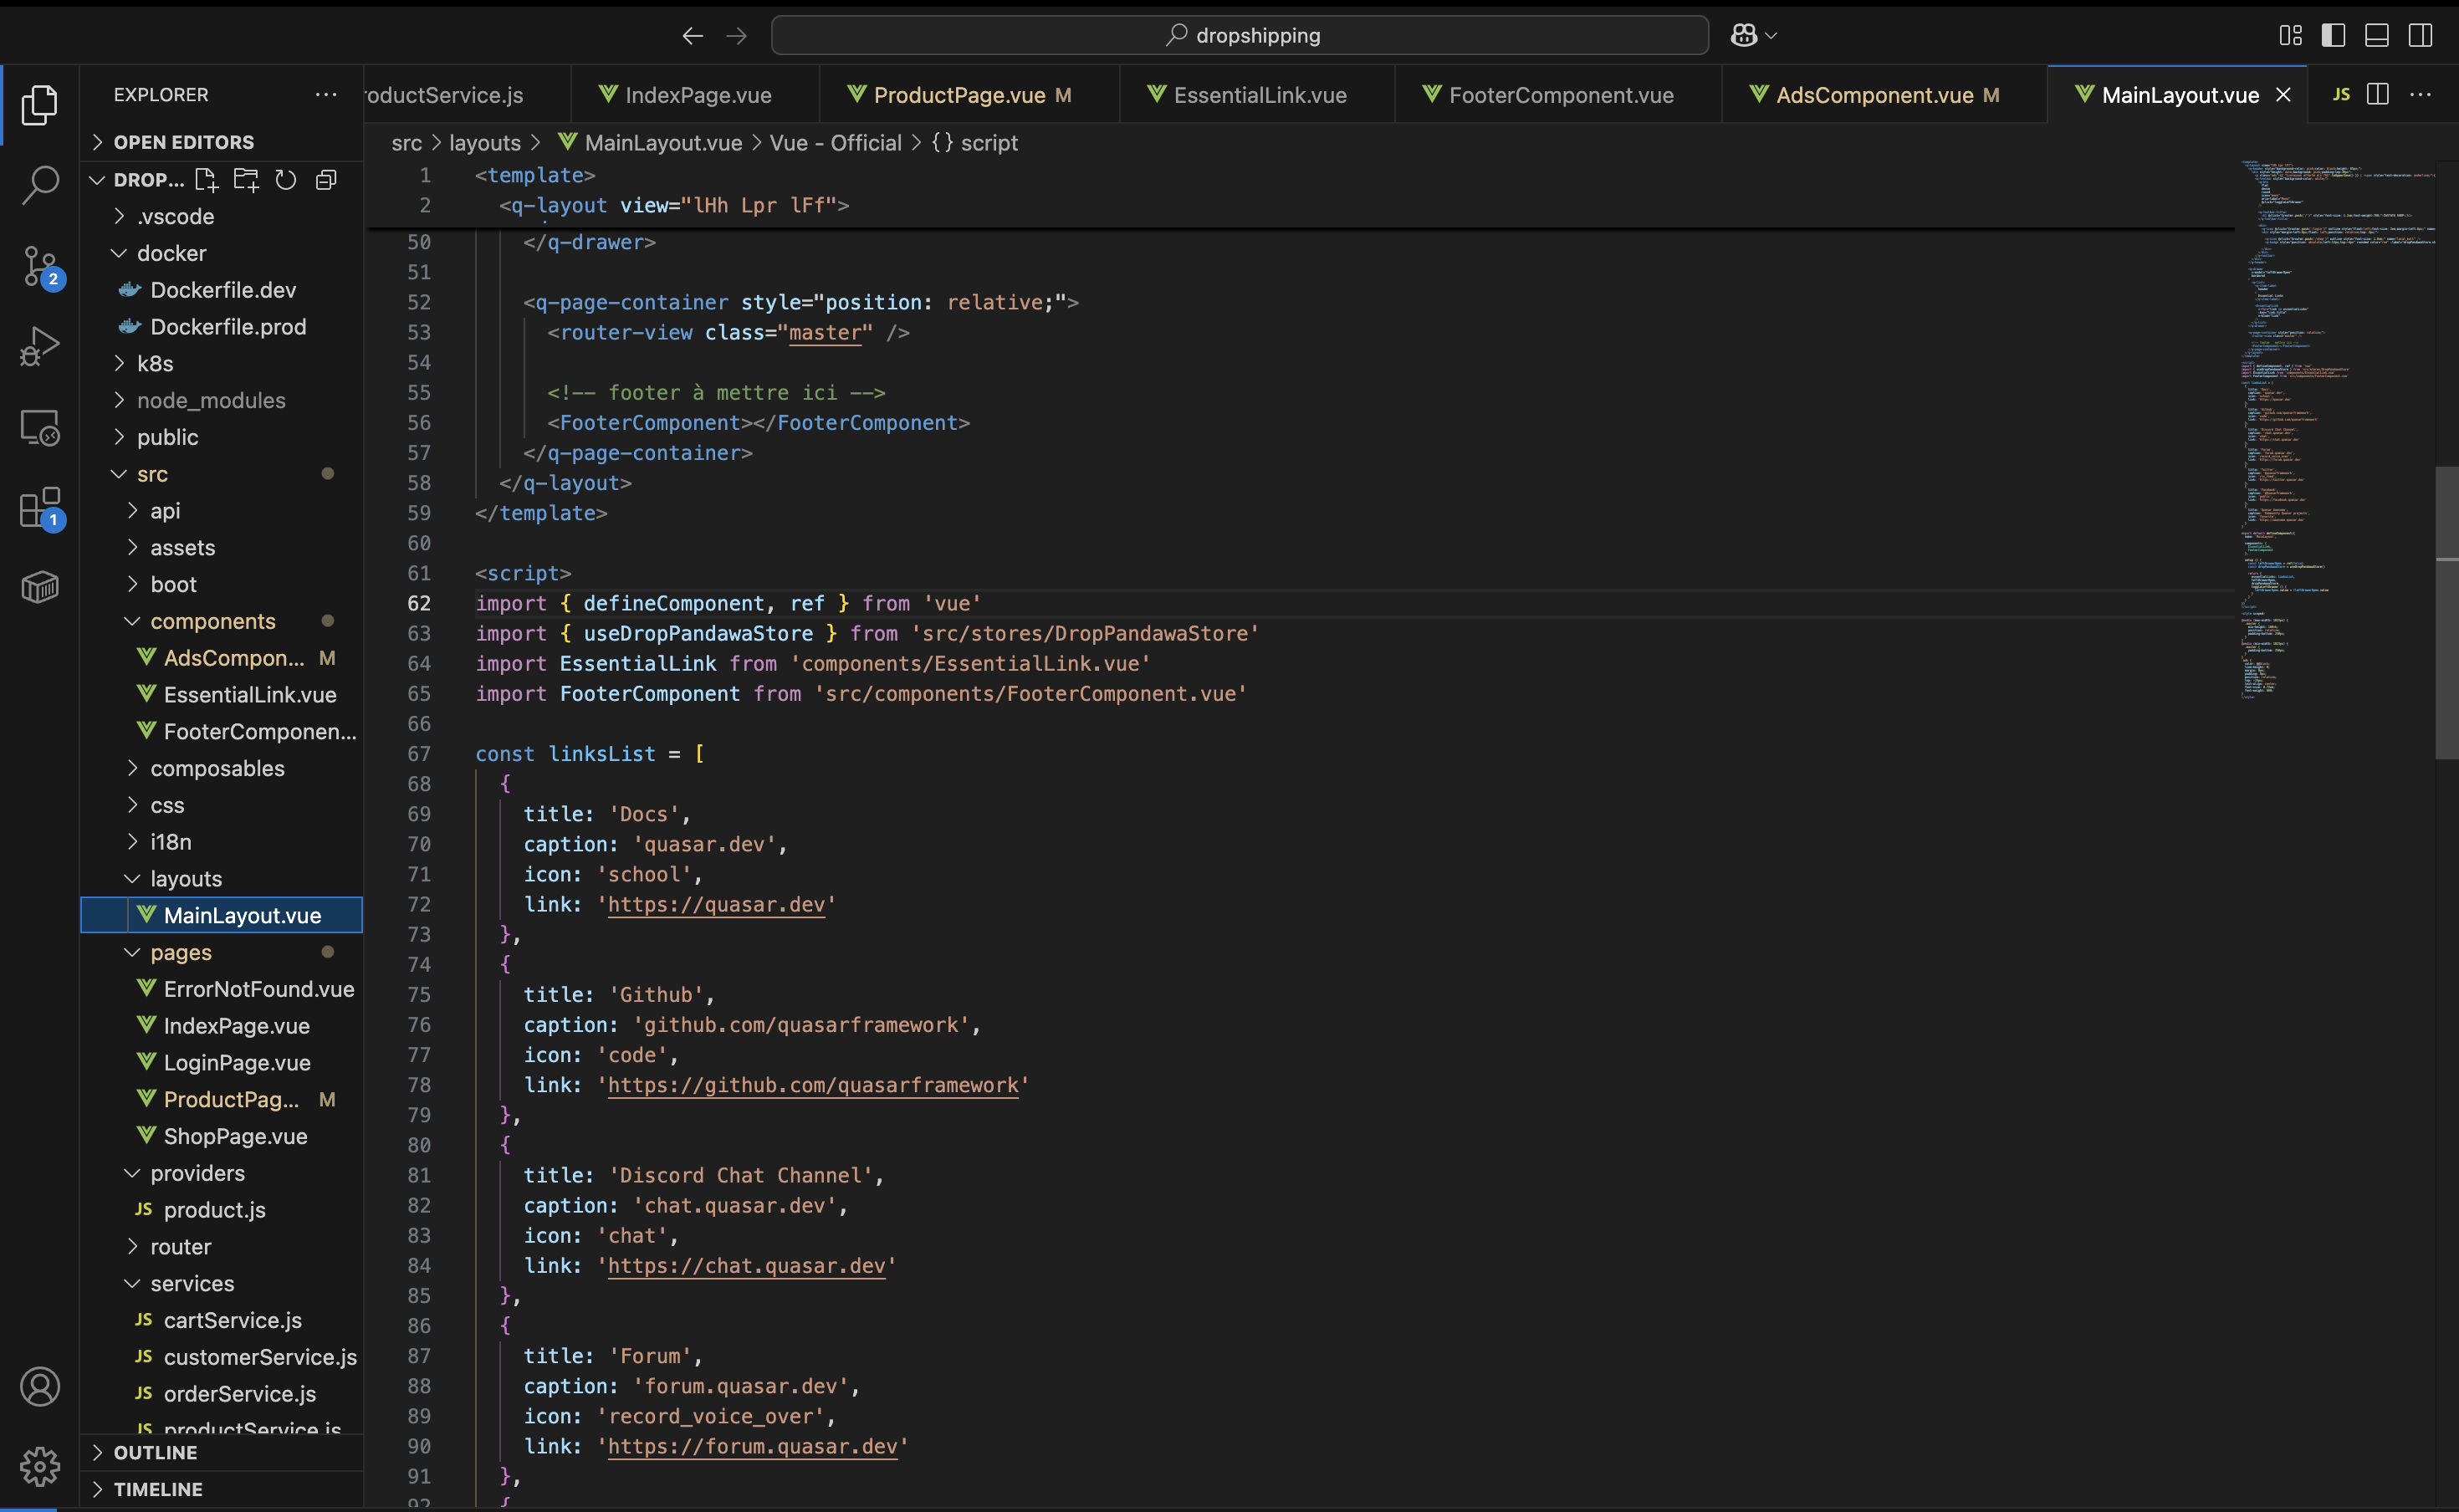 dropshipping
EXPLORER
OPEN EDITORS
DROP...
.vscode
docker
Dockerfile.dev
Dockerfile.prod
k8s
node_modules
public
src
api
assets
boot
components
AdsCompon... M
EssentialLink.vue
FooterComponen...
composables
css
i18n
layouts
MainLayout.vue
pages
ErrorNotFound.vue
IndexPage.vue
LoginPage.vue
ProductPag... M
ShopPage.vue
providers
JS product.js
router
services
JS cartService.js
JS customerService.js
JS orderService.js
JS productService.js
OUTLINE
TIMELINE
2
1
oductService.js
IndexPage.vue
ProductPage.vue M
EssentialLink.vue
FooterComponent.vue
AdsComponent.vue M
MainLayout.vue
JS
src > layouts > MainLayout.vue > Vue - Official > {} script
1 <template>
2 <q-layout view="lHh Lpr lFf">
50 </q-drawer>
51
52 <q-page-container style="position: relative;">
53 <router-view class="master" />
54
55 <!-- footer à mettre ici -->
56 <FooterComponent></FooterComponent>
57 </q-page-container>
58 </q-layout>
59 </template>
60
61 <script>
62 import { defineComponent, ref } from 'vue'
63 import { useDropPandawaStore } from 'src/stores/DropPandawaStore'
64 import EssentialLink from 'components/EssentialLink.vue'
65 import FooterComponent from 'src/components/FooterComponent.vue'
66
67 const linksList = [
68 {
69 title: 'Docs',
70 caption: 'quasar.dev',
71 icon: 'school',
72 link: 'https://quasar.dev'
73 },
74 {
75 title: 'Github',
76 caption: 'github.com/quasarframework',
77 icon: 'code',
78 link: 'https://github.com/quasarframework'
79 },
80 {
81 title: 'Discord Chat Channel',
82 caption: 'chat.quasar.dev',
83 icon: 'chat',
84 link: 'https://chat.quasar.dev'
85 },
86 {
87 title: 'Forum',
88 caption: 'forum.quasar.dev',
89 icon: 'record_voice_over',
90 link: 'https://forum.quasar.dev'
91 },
92 {